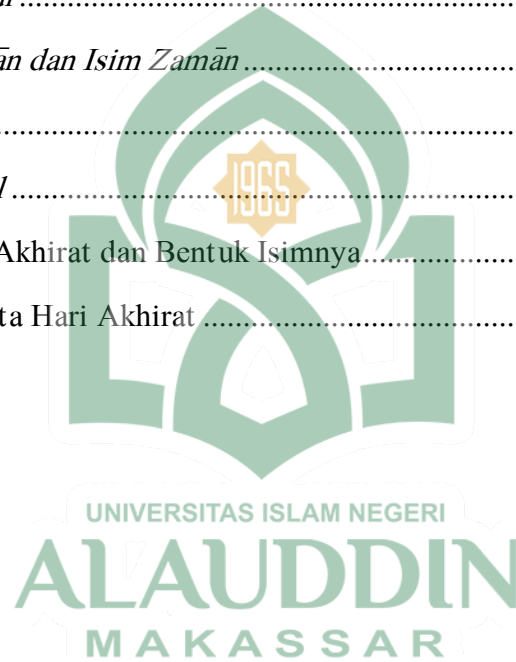 ān dan Isim Zamān ........................................
................................................................................
l ................................................................................
Akhirat dan Bentuk Isimnya....................
ta Hari Akhirat ................................................
1965
UNIVERSITAS ISLAM NEGERI
ALAUDDIN
MAKASSAR